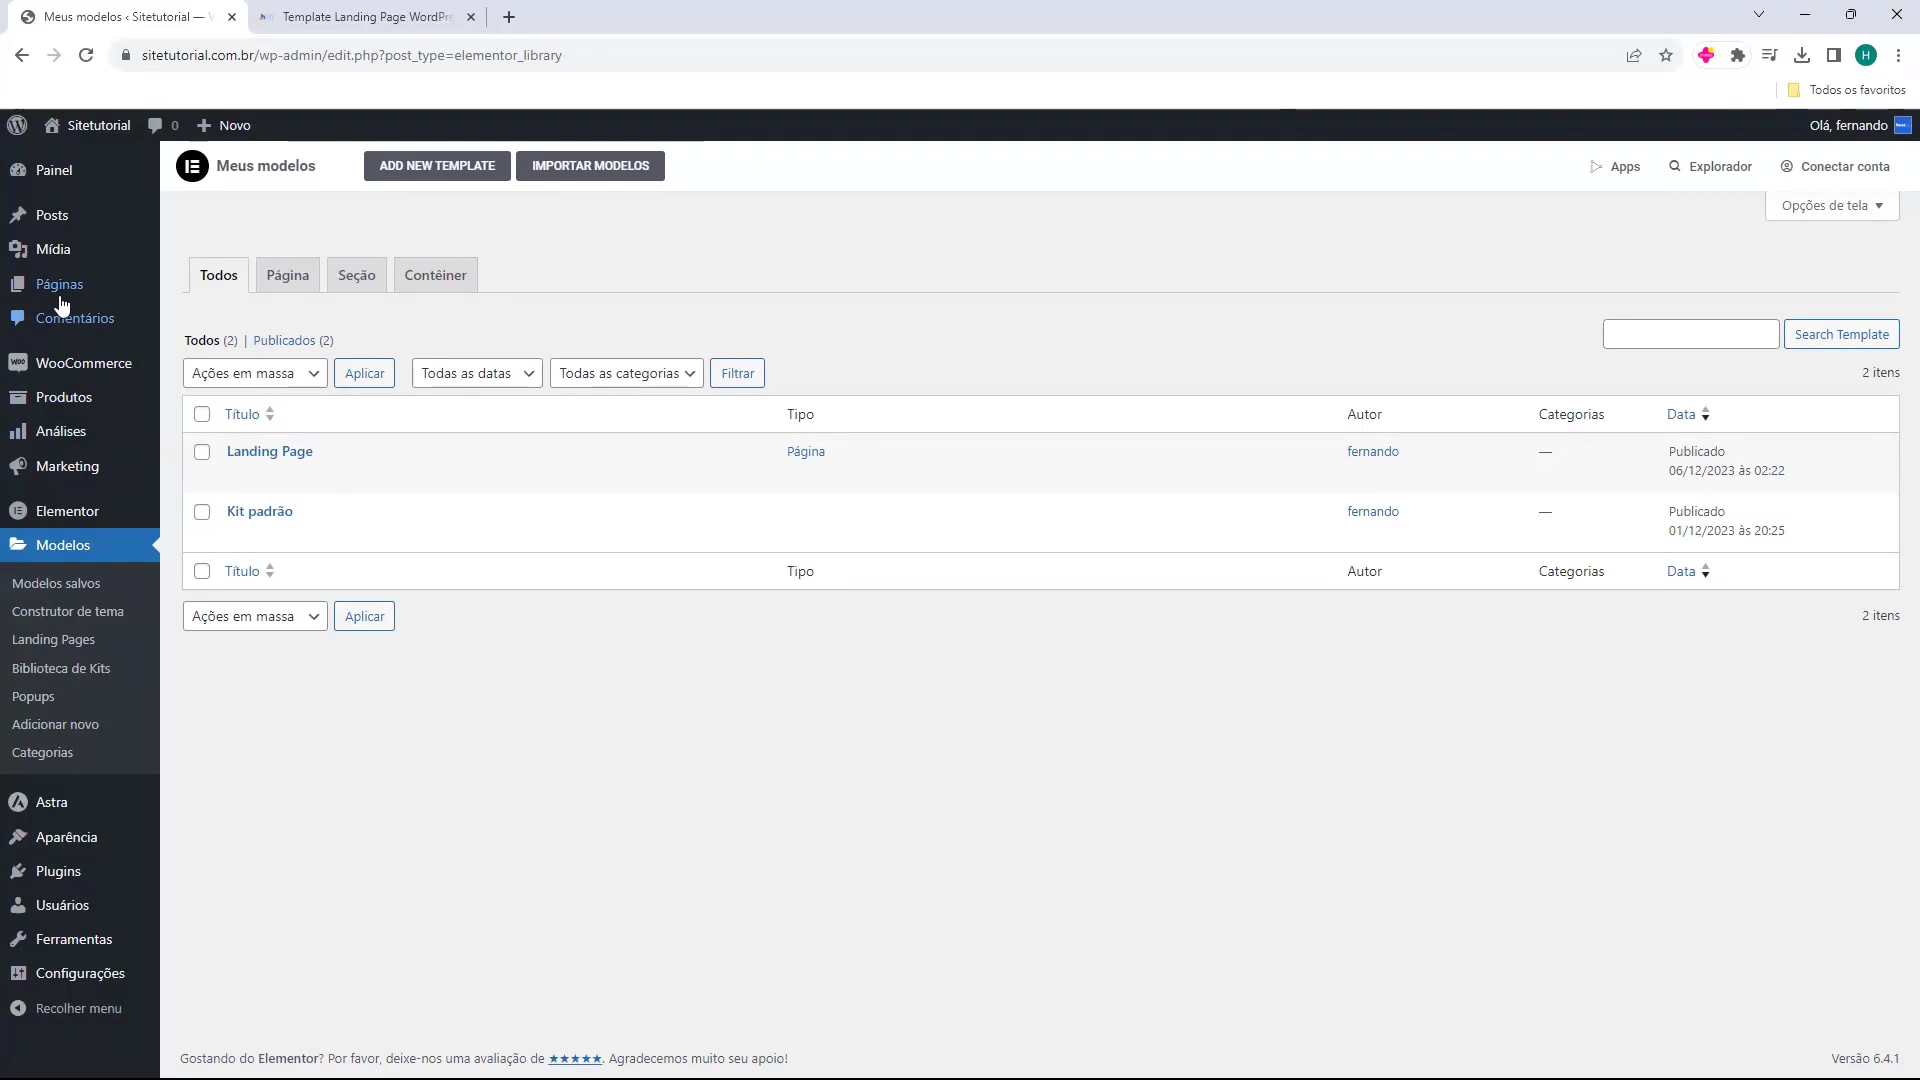 Meus modelos ‹ Sitetutorial —
Template Landing Page WordPr
sitetutorial.com.br/wp-admin/edit.php?post_type=elementor_library
H
Todos os favoritos
Sitetutorial
0
Novo
Olá, fernando
Painel
Posts
Mídia
Páginas
Comentários
WooCommerce
Produtos
Análises
Marketing
Elementor
Modelos
Modelos salvos
Construtor de tema
Landing Pages
Biblioteca de Kits
Popups
Adicionar novo
Categorias
Astra
Aparência
Plugins
Usuários
Ferramentas
Configurações
Recolher menu
Meus modelos
ADD NEW TEMPLATE
IMPORTAR MODELOS
Apps
Explorador
Conectar conta
Opções de tela
Todos
Página
Seção
Contêiner
Todos (2) | Publicados (2)
Search Template
Ações em massa
Aplicar
Todas as datas
Todas as categorias
Filtrar
2 itens
Título
Tipo
Autor
Categorias
Data
Landing Page
Página
fernando
—
Publicado
06/12/2023 às 02:22
Kit padrão
fernando
—
Publicado
01/12/2023 às 20:25
Título
Tipo
Autor
Categorias
Data
Ações em massa
Aplicar
2 itens
Gostando do Elementor? Por favor, deixe-nos uma avaliação de ★★★★★. Agradecemos muito seu apoio!
Versão 6.4.1